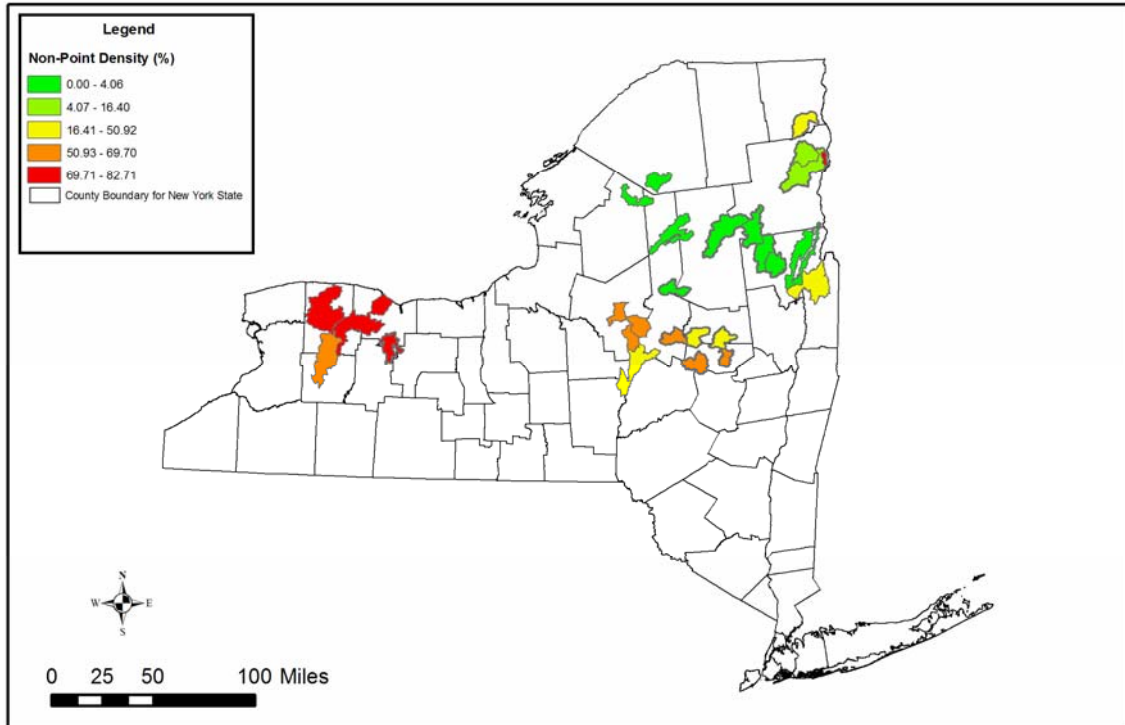 Legend
Non-Point Density (%)
0.00 - 4.06
4.07 - 16.40
16.41 - 50.92
50.93 - 69.70
69.71 - 82.71
County Boundary for New York State
N
W E
S
0 25 50 100 Miles